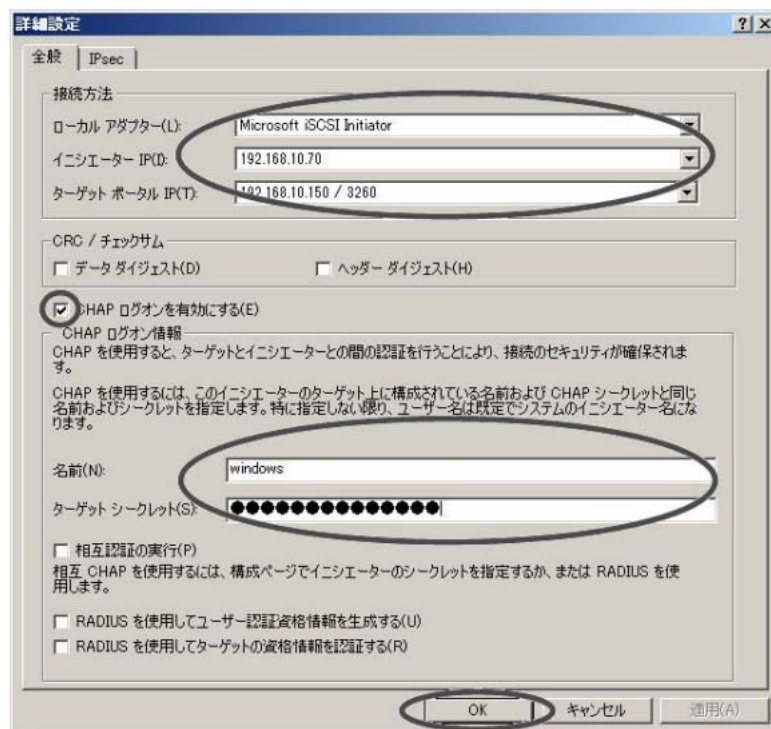 詳細設定
全般 IPsec
接続方法
ローカル アダプター(L): Microsoft iSCSI Initiator
イニシエーター IP(I): 192.168.10.70
ターゲット ポータル IP(T): 192.168.10.150 / 3260
CRC / チェックサム
データ ダイジェスト(D) ヘッダー ダイジェスト(H)
CHAP ログオンを有効にする(E)
CHAP ログオン情報
CHAP を使用すると、ターゲットとイニシエーターとの間の認証を行うことにより、接続のセキュリティが確保されま
す。
CHAP を使用するには、このイニシエーターのターゲット上に構成されている名前および CHAP シークレットと同じ
名前およびシークレットを指定します。特に指定しない限り、ユーザー名は既定でシステムのイニシエーター名にな
ります。
名前(N): windows
ターゲット シークレット(S): ●●●●●●●●●●●●●●
相互認証の実行(P)
相互 CHAP を使用するには、構成ページでイニシエーターのシークレットを指定するか、または RADIUS を使
用します。
RADIUS を使用してユーザー認証資格情報を生成する(U)
RADIUS を使用してターゲットの資格情報を認証する(R)
OK キャンセル 適用(A)